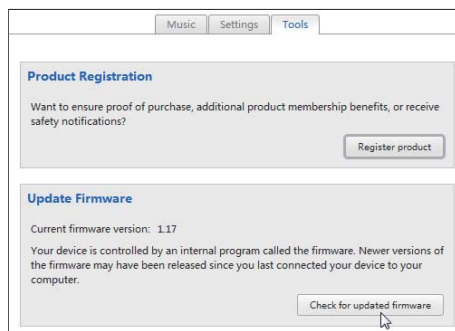 Music Settings Tools
Product Registration
Want to ensure proof of purchase, additional product membership benefits, or receive
safety notifications?
Register product
Update Firmware
Current firmware version: 1.17
Your device is controlled by an internal program called the firmware. Newer versions of
the firmware may have been released since you last connected your device to your
computer.
Check for updated firmware